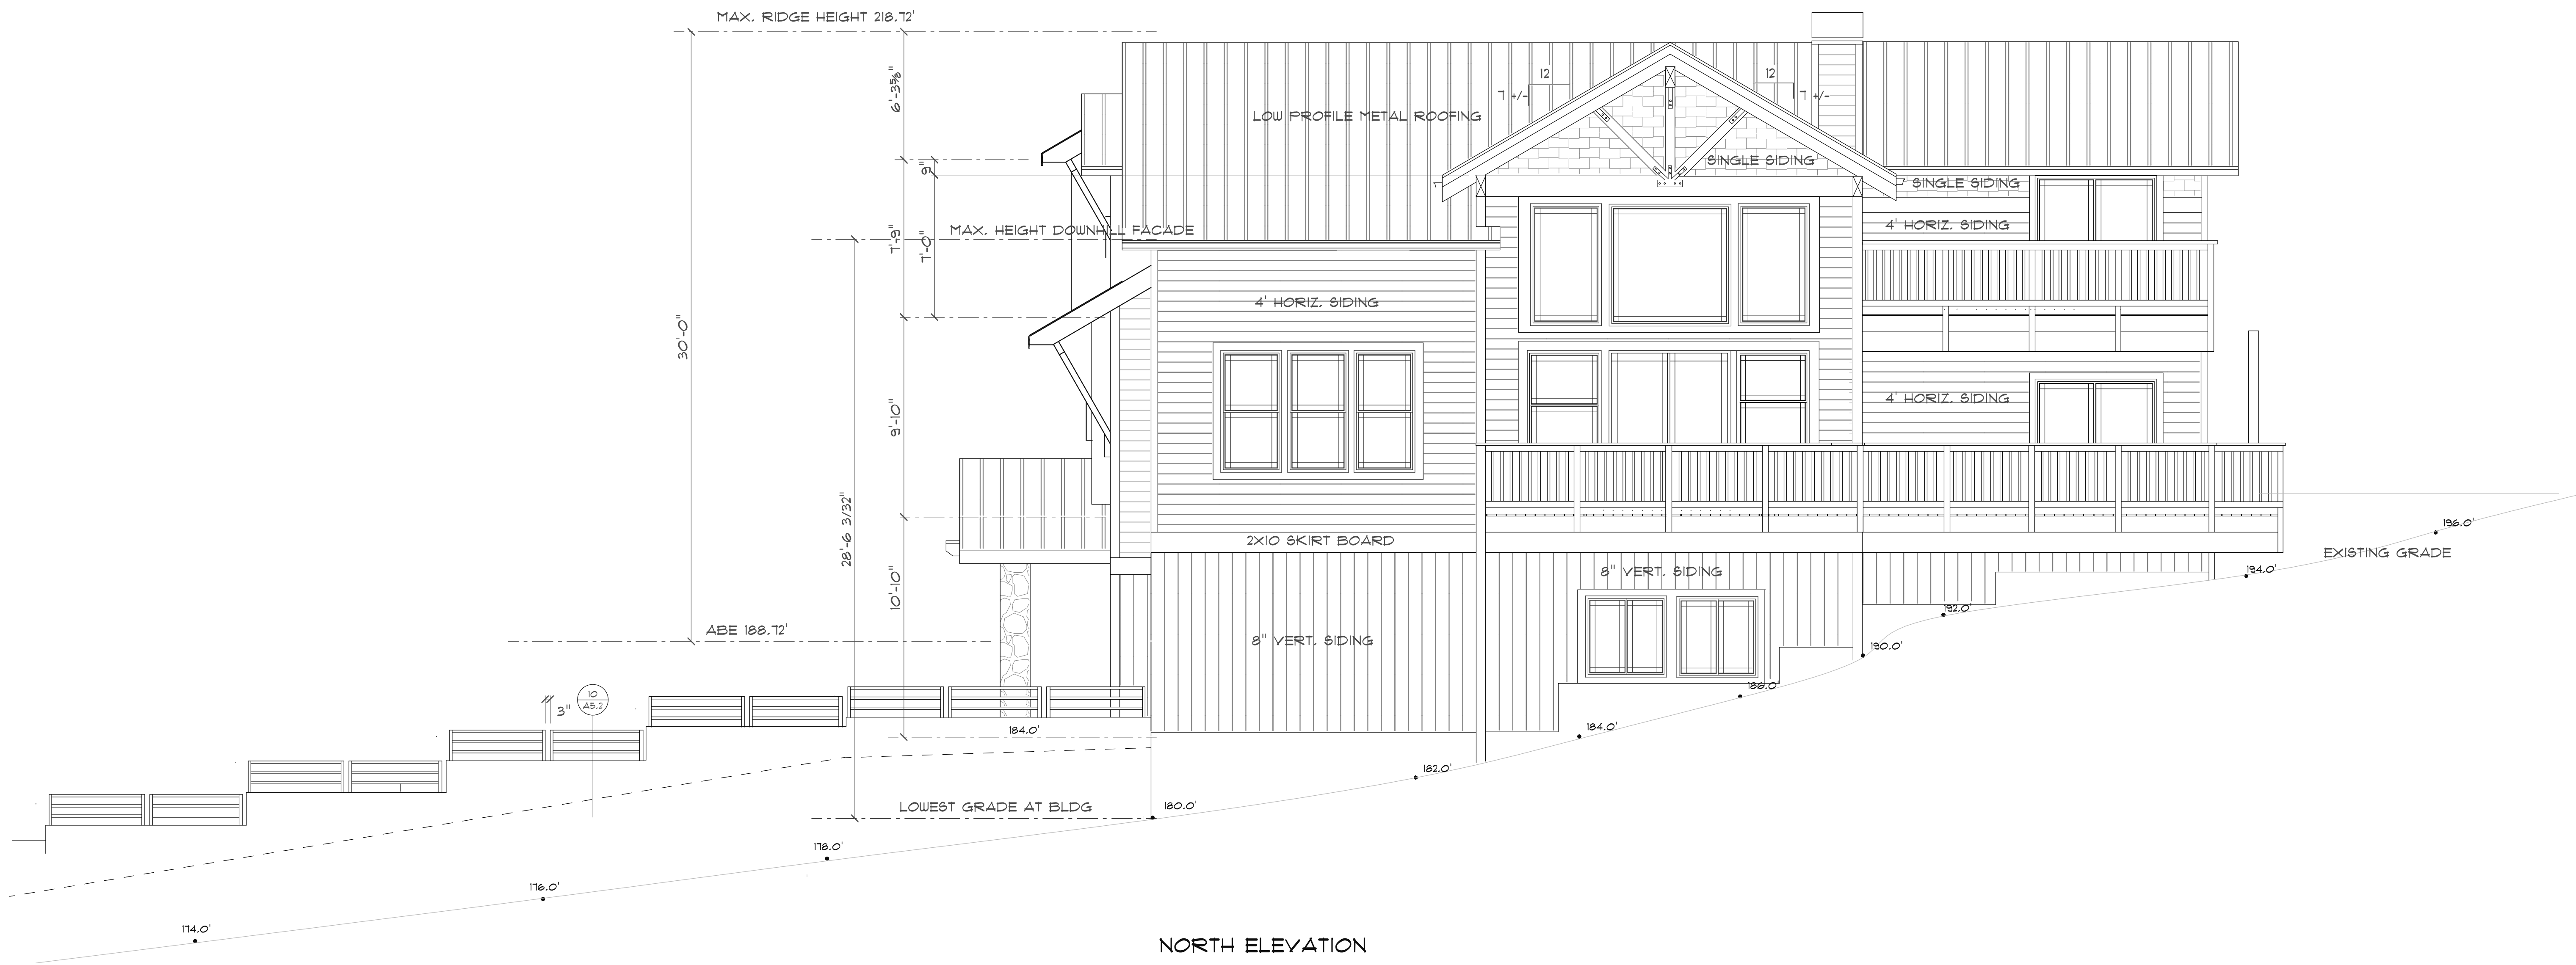 MAX. RIDGE HEIGHT 218.72'
12
12
7 +/-
7 +/-
6'-3 5/8"
LOW PROFILE METAL ROOFING
SINGLE SIDING
9"
SINGLE SIDING
4' HORIZ. SIDING
MAX. HEIGHT DOWNHILL FACADE
7'-9"
7'-0"
4' HORIZ. SIDING
30'-0"
4' HORIZ. SIDING
9'-10"
28'-6 3/32"
196.0'
2X10 SKIRT BOARD
EXISTING GRADE
8" VERT. SIDING
194.0'
10'-10"
192.0'
ABE 188.72'
8" VERT. SIDING
190.0'
186.0'
10
A5.2
3"
184.0'
184.0'
182.0'
LOWEST GRADE AT BLDG
180.0'
178.0'
176.0'
174.0'
NORTH ELEVATION